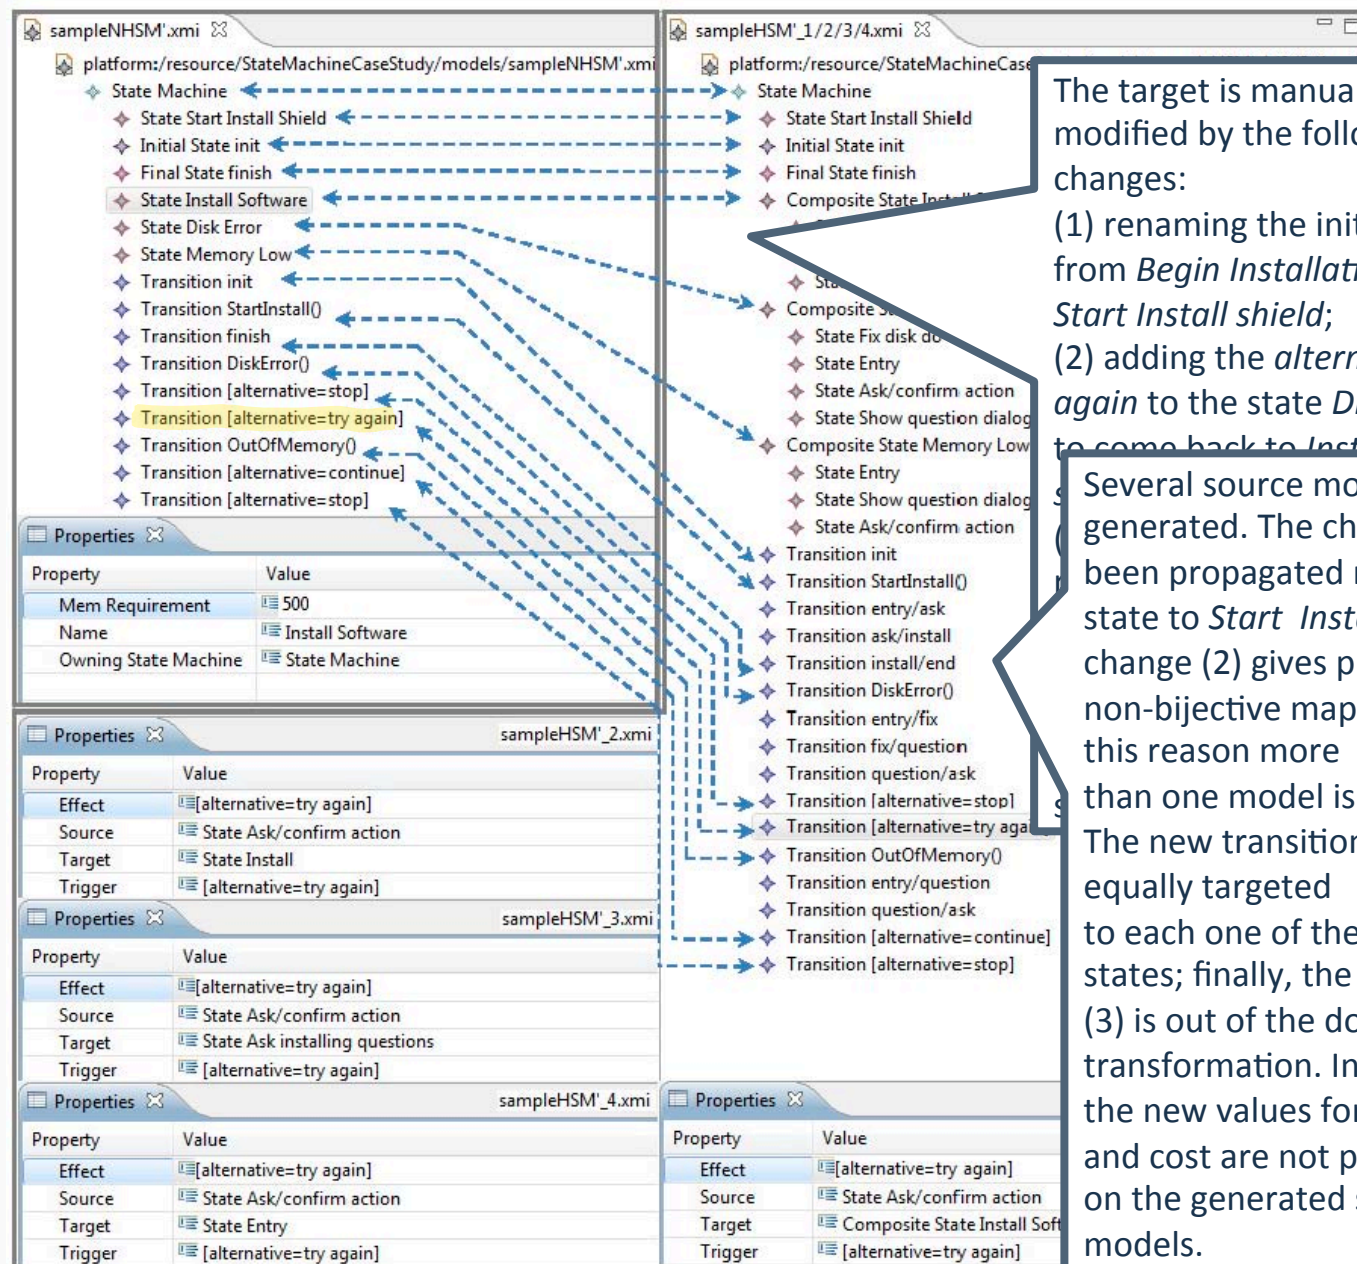 sampleNHSM'.xmi
platform:/resource/StateMachineCaseStudy/models/sampleNHSM'.xmi
State Machine
State Start Install Shield
Initial State init
Final State finish
State Install Software
State Disk Error
State Memory Low
Transition init
Transition StartInstall()
Transition finish
Transition DiskError()
Transition [alternative=stop]
Transition [alternative=try again]
Transition OutOfMemory()
Transition [alternative=continue]
Transition [alternative=stop]
Properties
Property Value
Mem Requirement 500
Name Install Software
Owning State Machine State Machine
Properties sampleHSM'_2.xmi
Property Value
Effect [alternative=try again]
Source State Ask/confirm action
Target State Install
Trigger [alternative=try again]
Properties sampleHSM'_3.xmi
Property Value
Effect [alternative=try again]
Source State Ask/confirm action
Target State Ask installing questions
Trigger [alternative=try again]
Properties sampleHSM'_4.xmi
Property Value
Effect [alternative=try again]
Source State Ask/confirm action
Target State Entry
Trigger [alternative=try again]
sampleHSM'_1/2/3/4.xmi
platform:/resource/StateMachineCase
State Machine
State Start Install Shield
Initial State init
Final State finish
Composite State Install
Composite
State Fix disk
State Entry
State Ask/confirm action
State Show question dialog
Composite State Memory Low
State Entry
State Show question dialog
State Ask/confirm action
Transition init
Transition StartInstall()
Transition entry/ask
Transition ask/install
Transition install/end
Transition DiskError()
Transition entry/fix
Transition fix/question
Transition question/ask
Transition [alternative=stop]
Transition [alternative=try agai
Transition OutOfMemory()
Transition entry/question
Transition question/ask
Transition [alternative=continue]
Transition [alternative=stop]
Properties
Property Value
Effect [alternative=try again]
Source State Ask/confirm action
Target Composite State Install Soft
Trigger [alternative=try again]
The target is manua
modified by the follo
changes:
(1) renaming the init
from Begin Installati
Start Install shield;
(2) adding the altern
again to the state D
to come back to Inst
Several source mo
generated. The ch
been propagated
state to Start Inst
change (2) gives p
non-bijective map
this reason more
than one model is
The new transition
equally targeted
to each one of the
states; finally, the
(3) is out of the do
transformation. In
the new values for
and cost are not p
on the generated s
models.